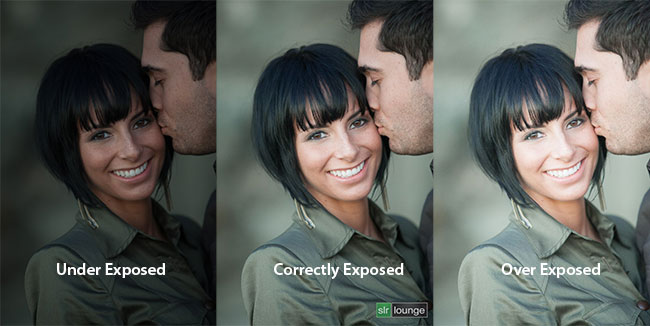 Under Exposed
Correctly Exposed
Over Exposed
slr lounge